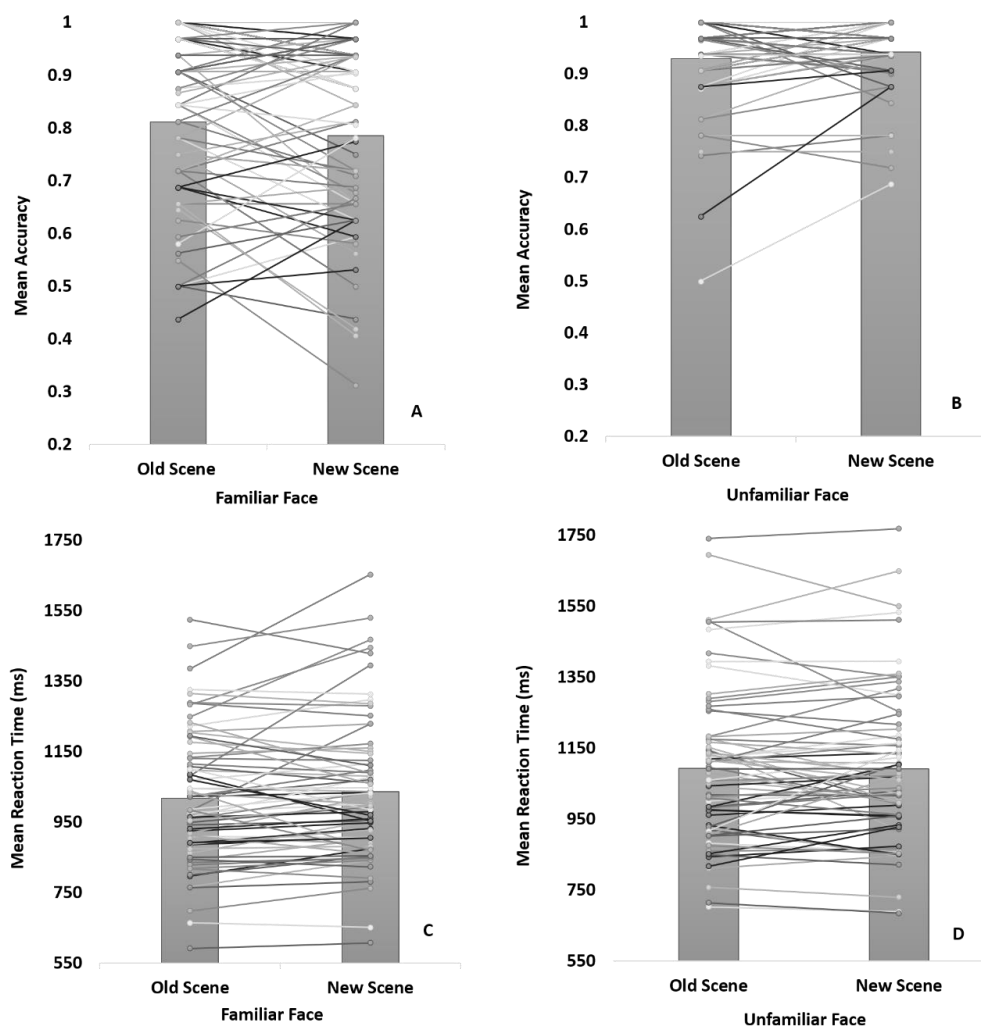 1
0.9
0.8
0.7
0.6
0.5
0.4
0.3
0.2
Mean Accuracy
A
Old Scene New Scene
Familiar Face
1
0.9
0.8
0.7
0.6
0.5
0.4
0.3
0.2
Mean Accuracy
B
Old Scene New Scene
Unfamiliar Face
1750
1550
1350
1150
950
750
550
Mean Reaction Time (ms)
C
Old Scene New Scene
Familiar Face
1750
1550
1350
1150
950
750
550
Mean Reaction Time (ms)
D
Old Scene New Scene
Unfamiliar Face